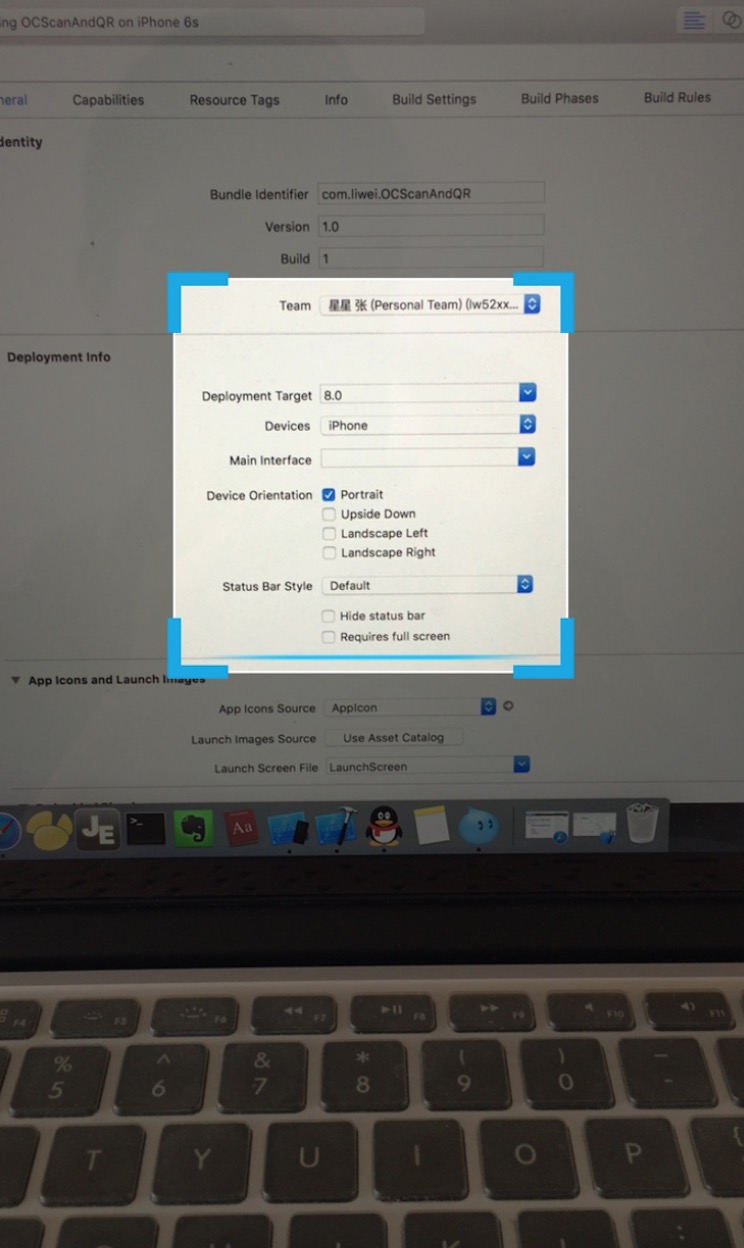 ing OCScanAndQR on iPhone 6s
neral Capabilities Resource Tags Info Build Settings Build Phases Build Rules
dentity
Bundle Identifier com.liwei.OCScanAndQR
Version 1.0
Build 1
Team 星星 张 (Personal Team) (lw52xx...
Deployment Info
Deployment Target 8.0
Devices iPhone
Main Interface
Device Orientation Portrait
Upside Down
Landscape Left
Landscape Right
Status Bar Style Default
Hide status bar
Requires full screen
App Icons and Launch Images
App Icons Source AppIcon
Launch Images Source Use Asset Catalog
Launch Screen File LaunchScreen
JE >_ Aa
F4 F5 F6 F7 F8 F9 F10 F11
% ^ & * ( ) _
5 6 7 8 9 0 -
T Y U I O P {